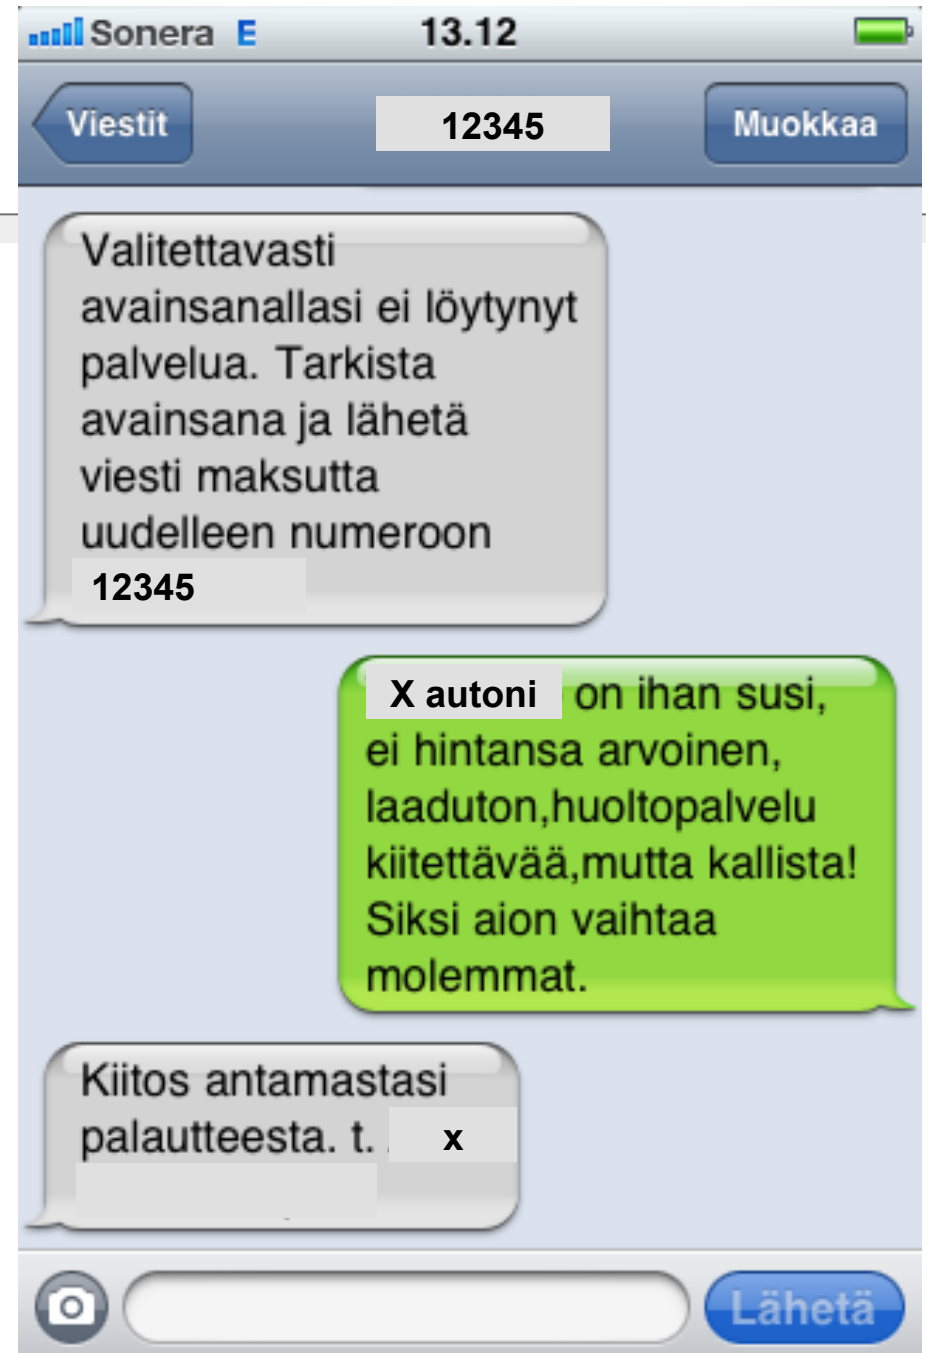 Sonera E 13.12
Viestit 12345 Muokkaa
Valitettavasti
avainsanallasi ei löytynyt
palvelua. Tarkista
avainsana ja lähetä
viesti maksutta
uudelleen numeroon
12345
X autoni on ihan susi,
ei hintansa arvoinen,
laaduton,huoltopalvelu
kiitettävää,mutta kallista!
Siksi aion vaihtaa
molemmat.
Kiitos antamastasi
palautteesta. t. x
Lähetä